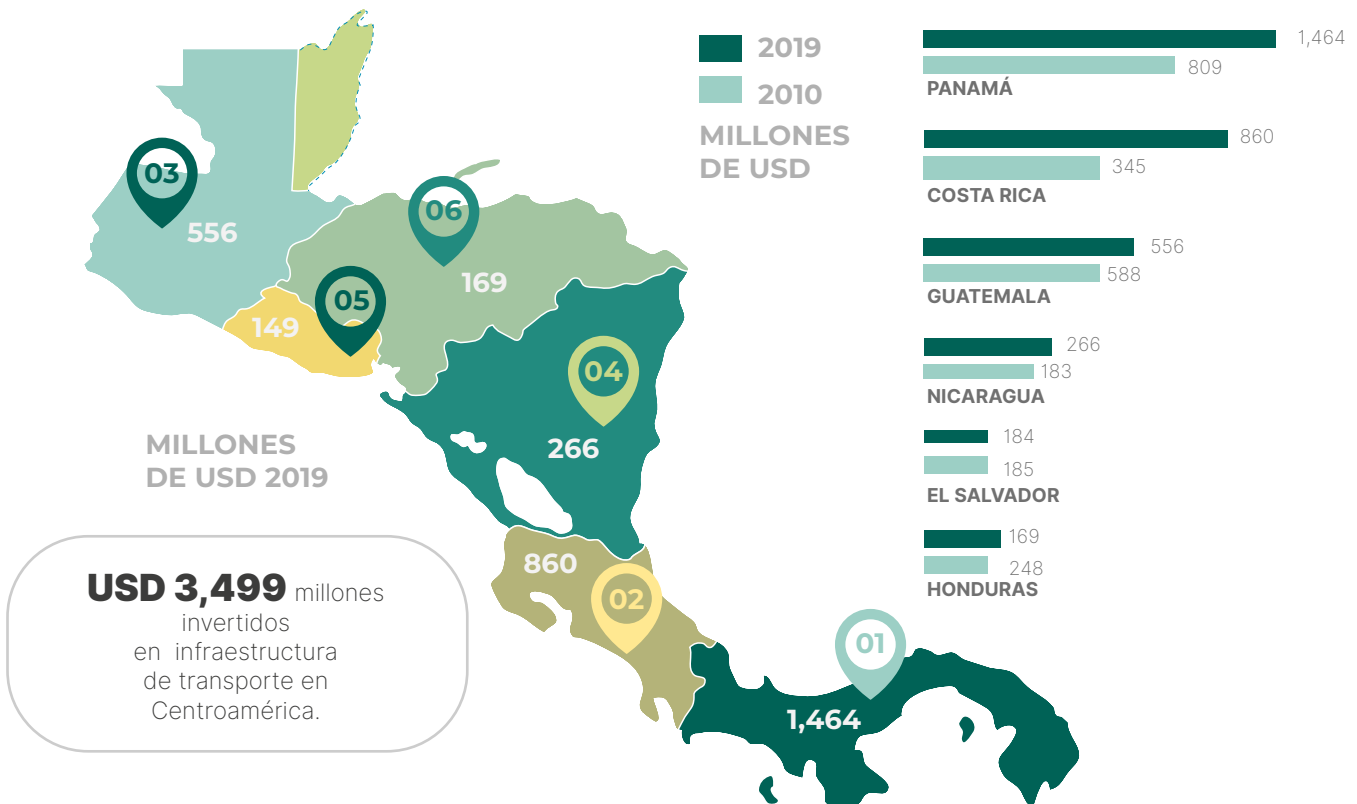 03
556
06
169
05
149
04
266
MILLONES
DE USD 2019
860
02
01
1,464
USD 3,499 millones
invertidos
en infraestructura
de transporte en
Centroamérica.
2019
2010
MILLONES
DE USD
1,464
809
PANAMÁ
860
345
COSTA RICA
556
588
GUATEMALA
266
183
NICARAGUA
184
185
EL SALVADOR
169
248
HONDURAS